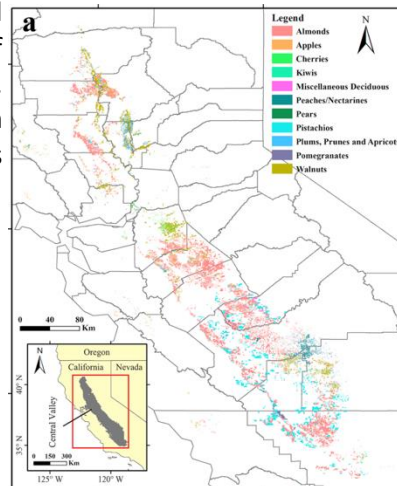 a
N
Legend
Almonds
Apples
Cherries
Kiwis
Miscellaneous Deciduous
Peaches/Nectarines
Pears
Pistachios
Plums, Prunes and Apricots
Pomegranates
Walnuts
0 40 80
Km
N
Oregon
California Nevada
Central Valley
40°N
35°N
0 150 300
Km
125°W 120°W